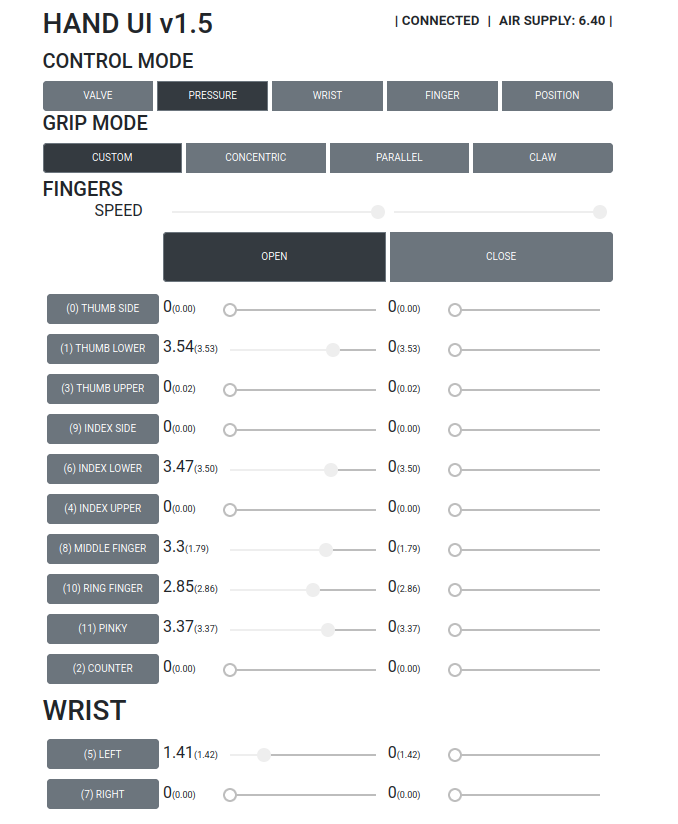 HAND UI v1.5 | CONNECTED | AIR SUPPLY: 6.40 |
CONTROL MODE
VALVE PRESSURE WRIST FINGER POSITION
GRIP MODE
CUSTOM CONCENTRIC PARALLEL CLAW
FINGERS
SPEED
OPEN CLOSE
(0) THUMB SIDE 0(0.00) 0(0.00)
(1) THUMB LOWER 3.54(3.53) 0(3.53)
(3) THUMB UPPER 0(0.02) 0(0.02)
(9) INDEX SIDE 0(0.00) 0(0.00)
(6) INDEX LOWER 3.47(3.50) 0(3.50)
(4) INDEX UPPER 0(0.00) 0(0.00)
(8) MIDDLE FINGER 3.3(1.79) 0(1.79)
(10) RING FINGER 2.85(2.86) 0(2.86)
(11) PINKY 3.37(3.37) 0(3.37)
(2) COUNTER 0(0.00) 0(0.00)
WRIST
(5) LEFT 1.41(1.42) 0(1.42)
(7) RIGHT 0(0.00) 0(0.00)